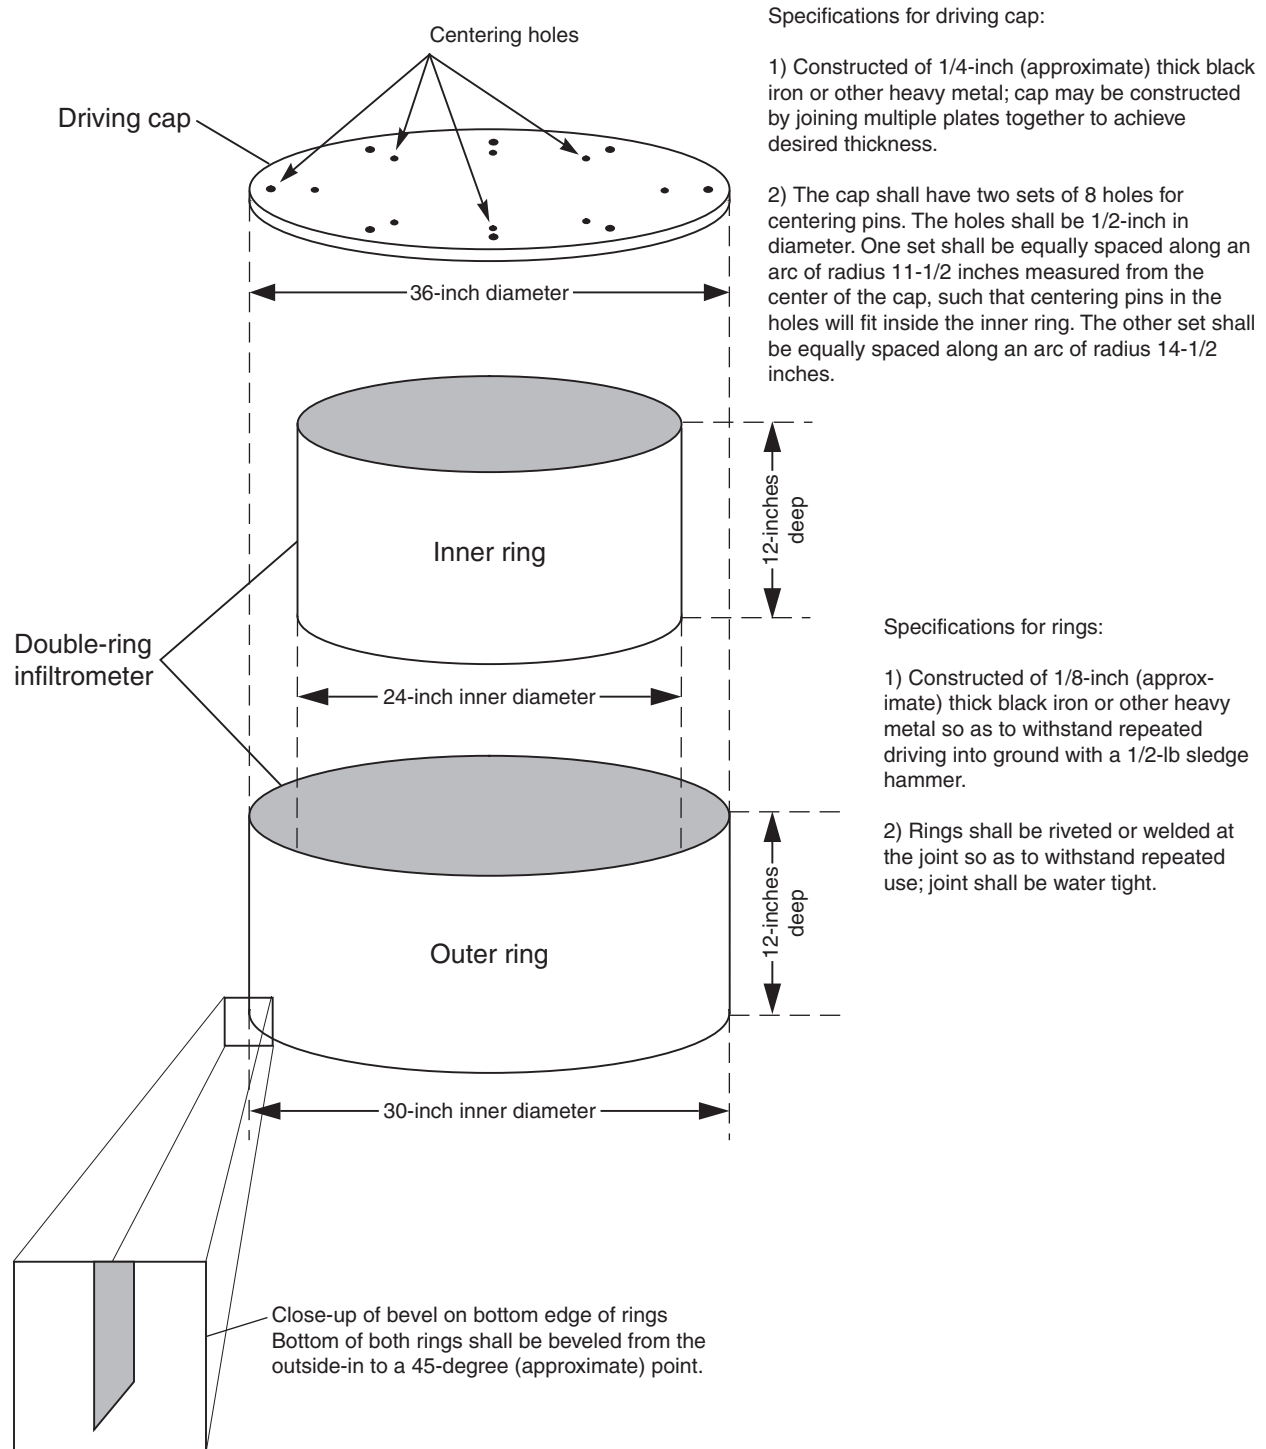 Centering holes
Driving cap
36-inch diameter
Specifications for driving cap:
1) Constructed of 1/4-inch (approximate) thick black
iron or other heavy metal; cap may be constructed
by joining multiple plates together to achieve
desired thickness.
2) The cap shall have two sets of 8 holes for
centering pins. The holes shall be 1/2-inch in
diameter. One set shall be equally spaced along an
arc of radius 11-1/2 inches measured from the
center of the cap, such that centering pins in the
holes will fit inside the inner ring. The other set shall
be equally spaced along an arc of radius 14-1/2
inches.
Inner ring
12-inches
deep
Double-ring
infiltrometer
24-inch inner diameter
Specifications for rings:
1) Constructed of 1/8-inch (approx-
imate) thick black iron or other heavy
metal so as to withstand repeated
driving into ground with a 1/2-lb sledge
hammer.
2) Rings shall be riveted or welded at
the joint so as to withstand repeated
use; joint shall be water tight.
Outer ring
12-inches
deep
30-inch inner diameter
Close-up of bevel on bottom edge of rings
Bottom of both rings shall be beveled from the
outside-in to a 45-degree (approximate) point.